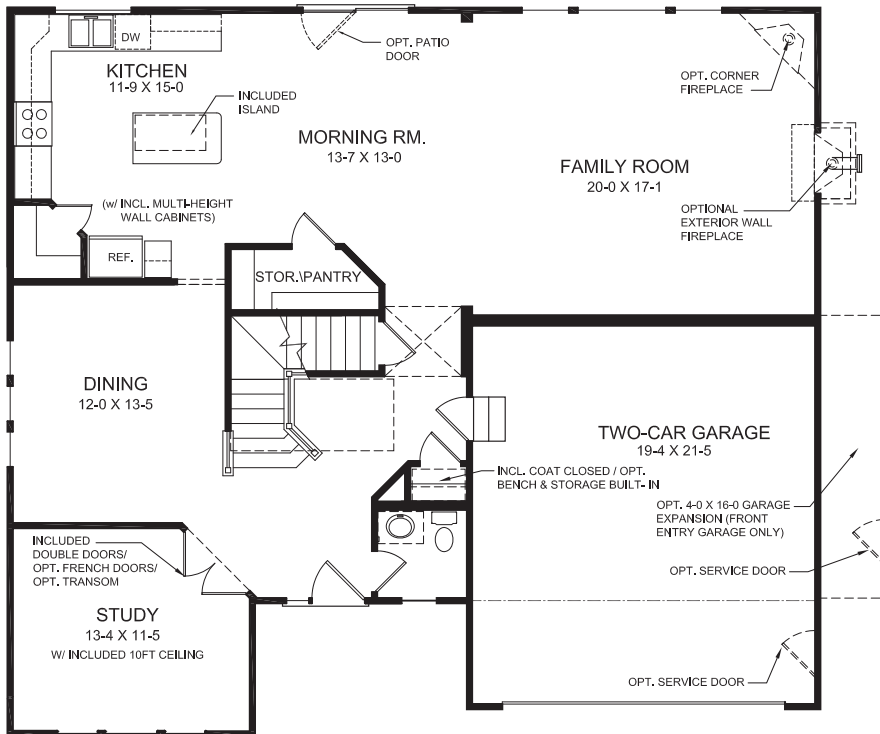 DW
KITCHEN
11-9 X 15-0
INCLUDED
ISLAND
OPT. PATIO
DOOR
MORNING RM.
13-7 X 13-0
OPT. CORNER
FIREPLACE
FAMILY ROOM
20-0 X 17-1
OPTIONAL
EXTERIOR WALL
FIREPLACE
(w/ INCL. MULTI-HEIGHT
WALL CABINETS)
REF.
STOR.\PANTRY
DINING
12-0 X 13-5
TWO-CAR GARAGE
19-4 X 21-5
INCL. COAT CLOSED / OPT.
BENCH & STORAGE BUILT- IN
OPT. 4-0 X 16-0 GARAGE
EXPANSION (FRONT
ENTRY GARAGE ONLY)
OPT. SERVICE DOOR
INCLUDED
DOUBLE DOORS/
OPT. FRENCH DOORS/
OPT. TRANSOM
STUDY
13-4 X 11-5
W/ INCLUDED 10FT CEILING
OPT. SERVICE DOOR